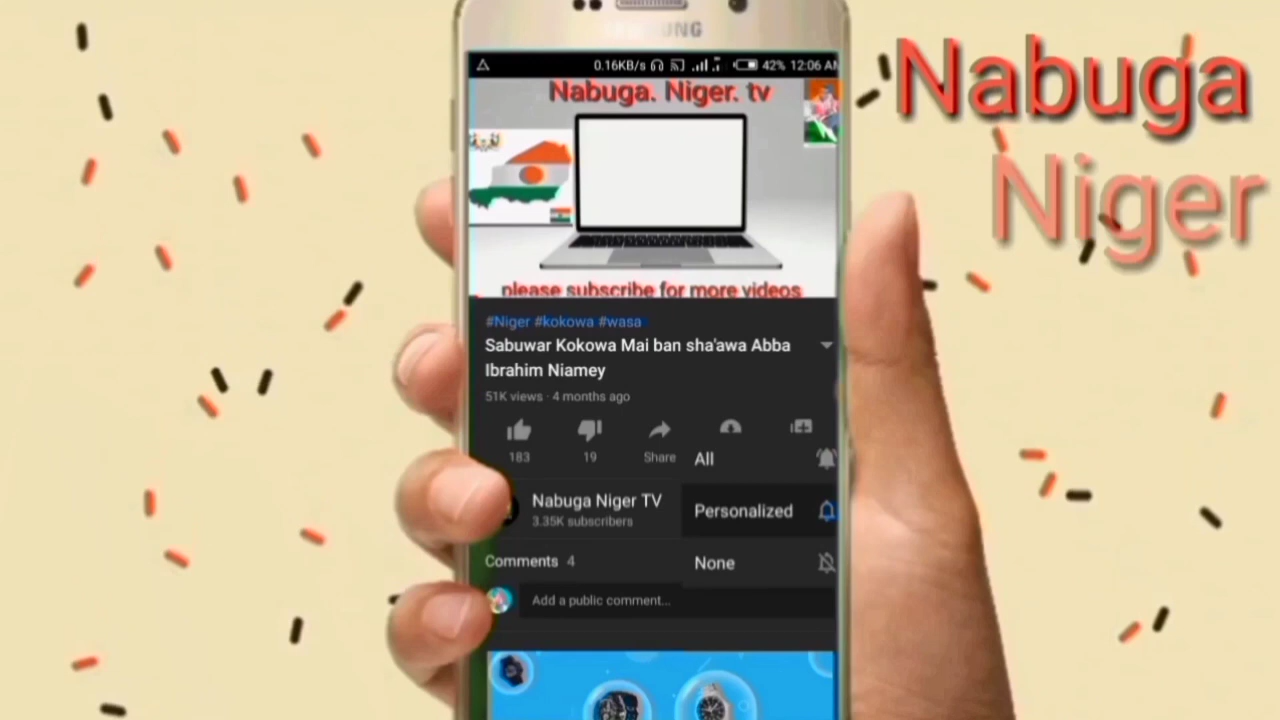 Nabuga
Niger
SAMSUNG
0.16KB/s 42% 12:06 AM
Nabuga. Niger. tv
please subscribe for more videos
#Niger #kokowa #wasa
Sabuwar Kokowa Mai ban sha'awa Abba
Ibrahim Niamey
51K views · 4 months ago
183 19 Share
All
Nabuga Niger TV
3.35K subscribers
Personalized
Comments 4
None
Add a public comment...